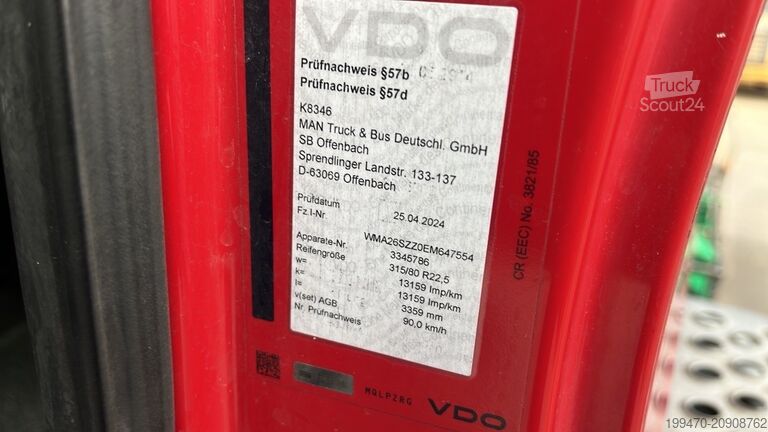 VDO
Prüfnachweis §57b
Prüfnachweis §57d
K8346
MAN Truck & Bus Deutschl. GmbH
SB Offenbach
Sprendlinger Landstr. 133-137
D-63069 Offenbach
Prüfdatum 25.04.2024
Fz.I-Nr. WMA26SZZ0EM647554
Apparate-Nr. 3345786
Reifengröße 315/80 R22,5
w= 13159 Imp/km
k= 13159 Imp/km
l= 3359 mm
v(set) AGB 90,0 km/h
Nr. Prüfnachweis
MQLPZRG VDO
CR (EEC) No. 3821/85
Truck
Scout24
199470-20908762